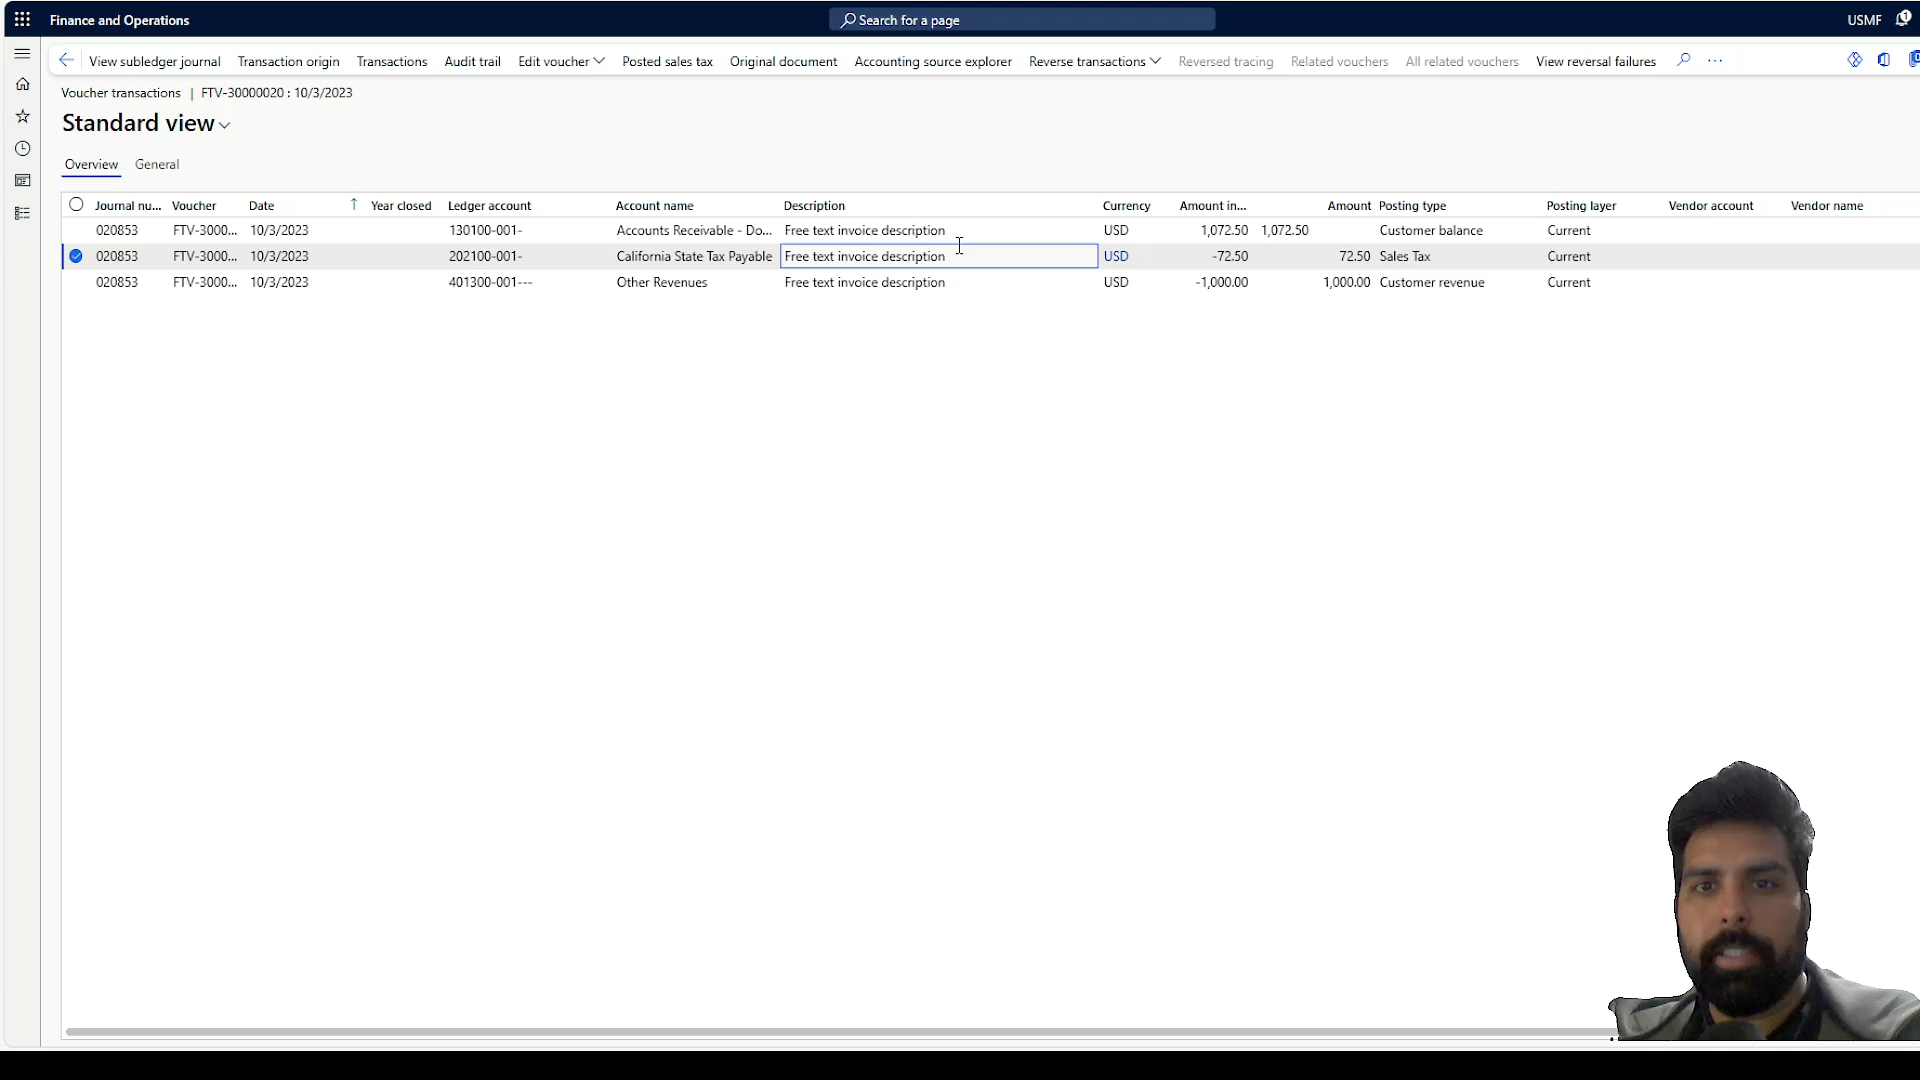 Finance and Operations
Search for a page
USMF
1
View subledger journal Transaction origin Transactions Audit trail Edit voucher Posted sales tax Original document Accounting source explorer Reverse transactions Reversed tracing Related vouchers All related vouchers View reversal failures ...
Voucher transactions | FTV-30000020 : 10/3/2023
Standard view
Overview General
Journal nu... Voucher Date Year closed Ledger account Account name Description Currency Amount in... Amount Posting type Posting layer Vendor account Vendor name
020853 FTV-3000... 10/3/2023 130100-001- Accounts Receivable - Do... Free text invoice description USD 1,072.50 1,072.50 Customer balance Current
020853 FTV-3000... 10/3/2023 202100-001- California State Tax Payable Free text invoice description USD -72.50 72.50 Sales Tax Current
020853 FTV-3000... 10/3/2023 401300-001--- Other Revenues Free text invoice description USD -1,000.00 1,000.00 Customer revenue Current